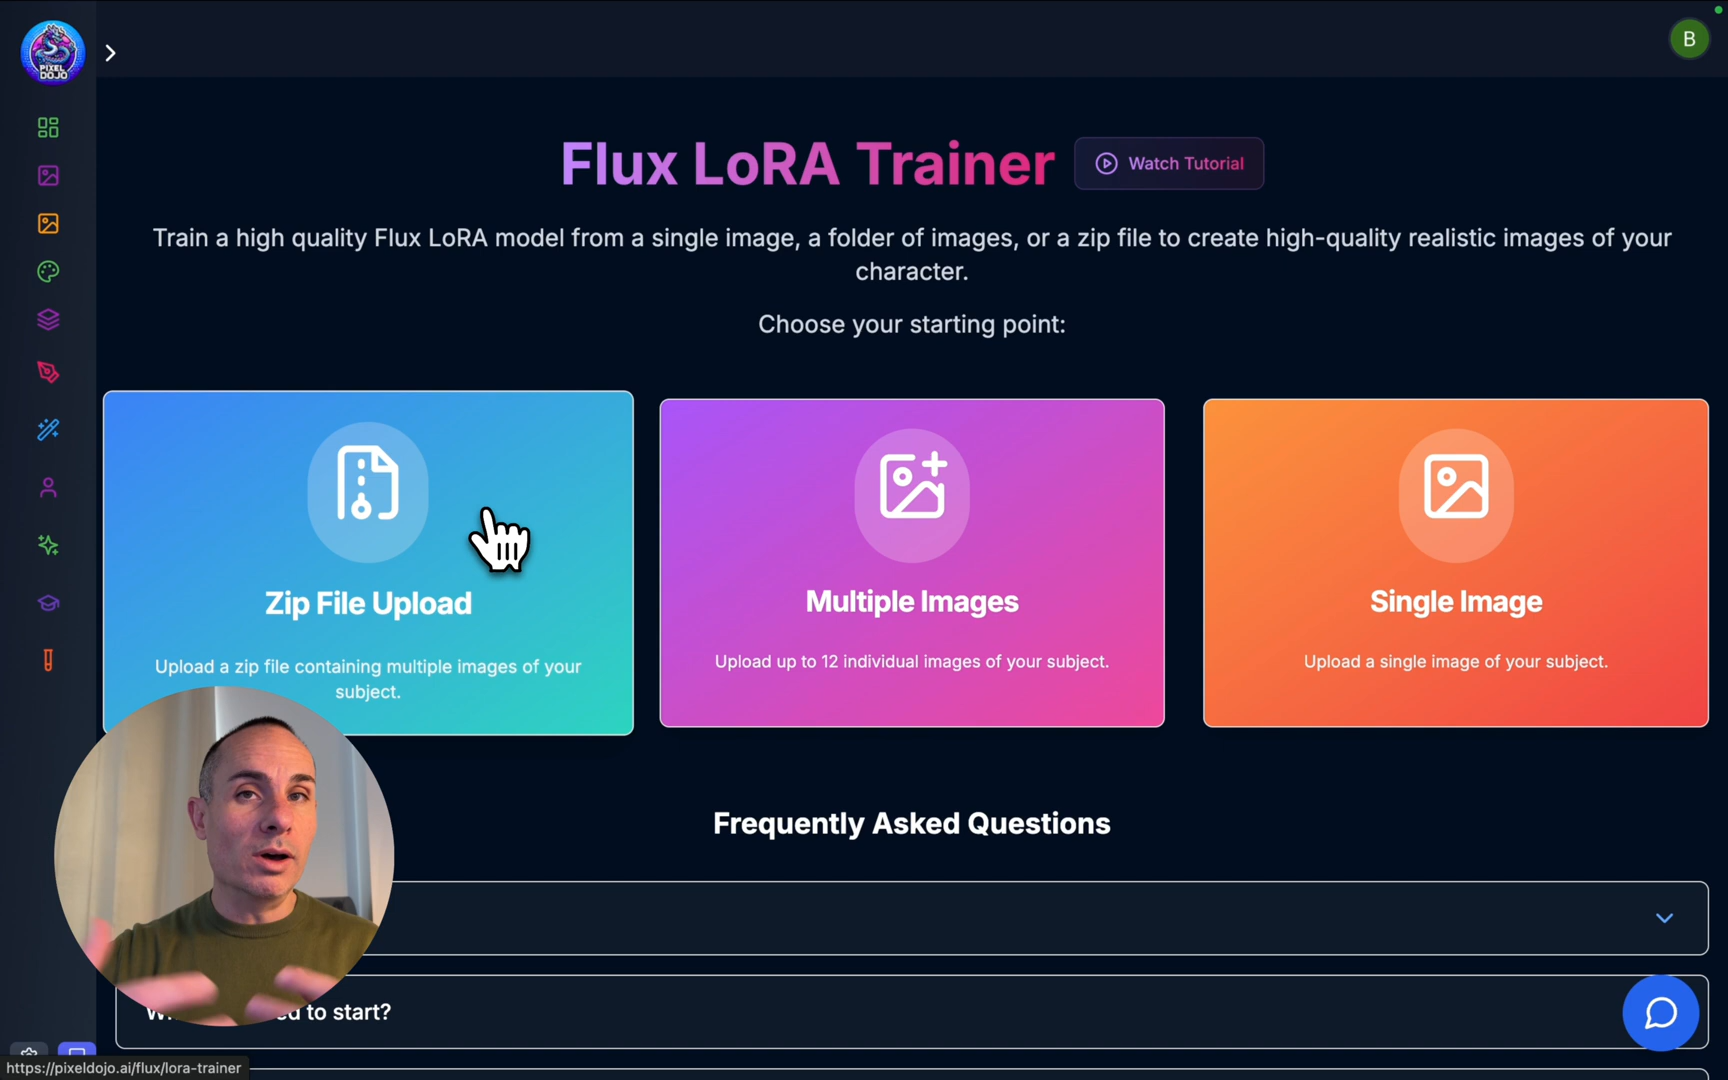 PIXEL
DOJO
B
Flux LoRA Trainer
Watch Tutorial
Train a high quality Flux LoRA model from a single image, a folder of images, or a zip file to create high-quality realistic images of your
character.
Choose your starting point:
Zip File Upload
Upload a zip file containing multiple images of your
subject.
Multiple Images
Upload up to 12 individual images of your subject.
Single Image
Upload a single image of your subject.
Frequently Asked Questions
to start?
https://pixeldojo.ai/flux/lora-trainer